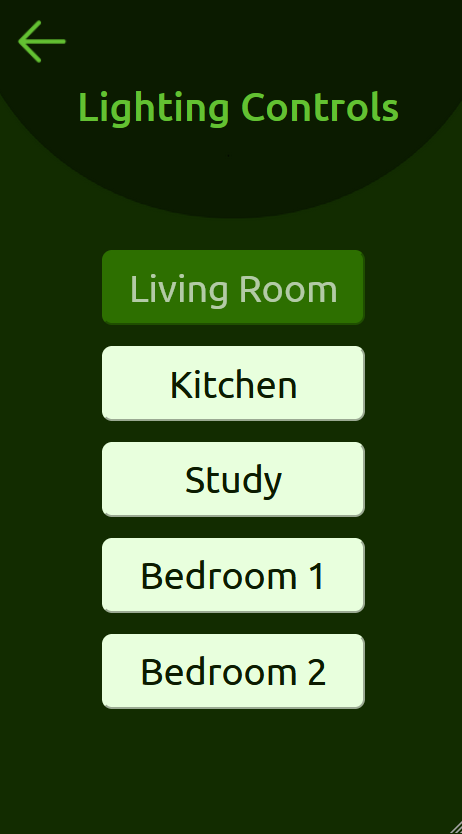 Lighting Controls
Living Room
Kitchen
Study
Bedroom 1
Bedroom 2